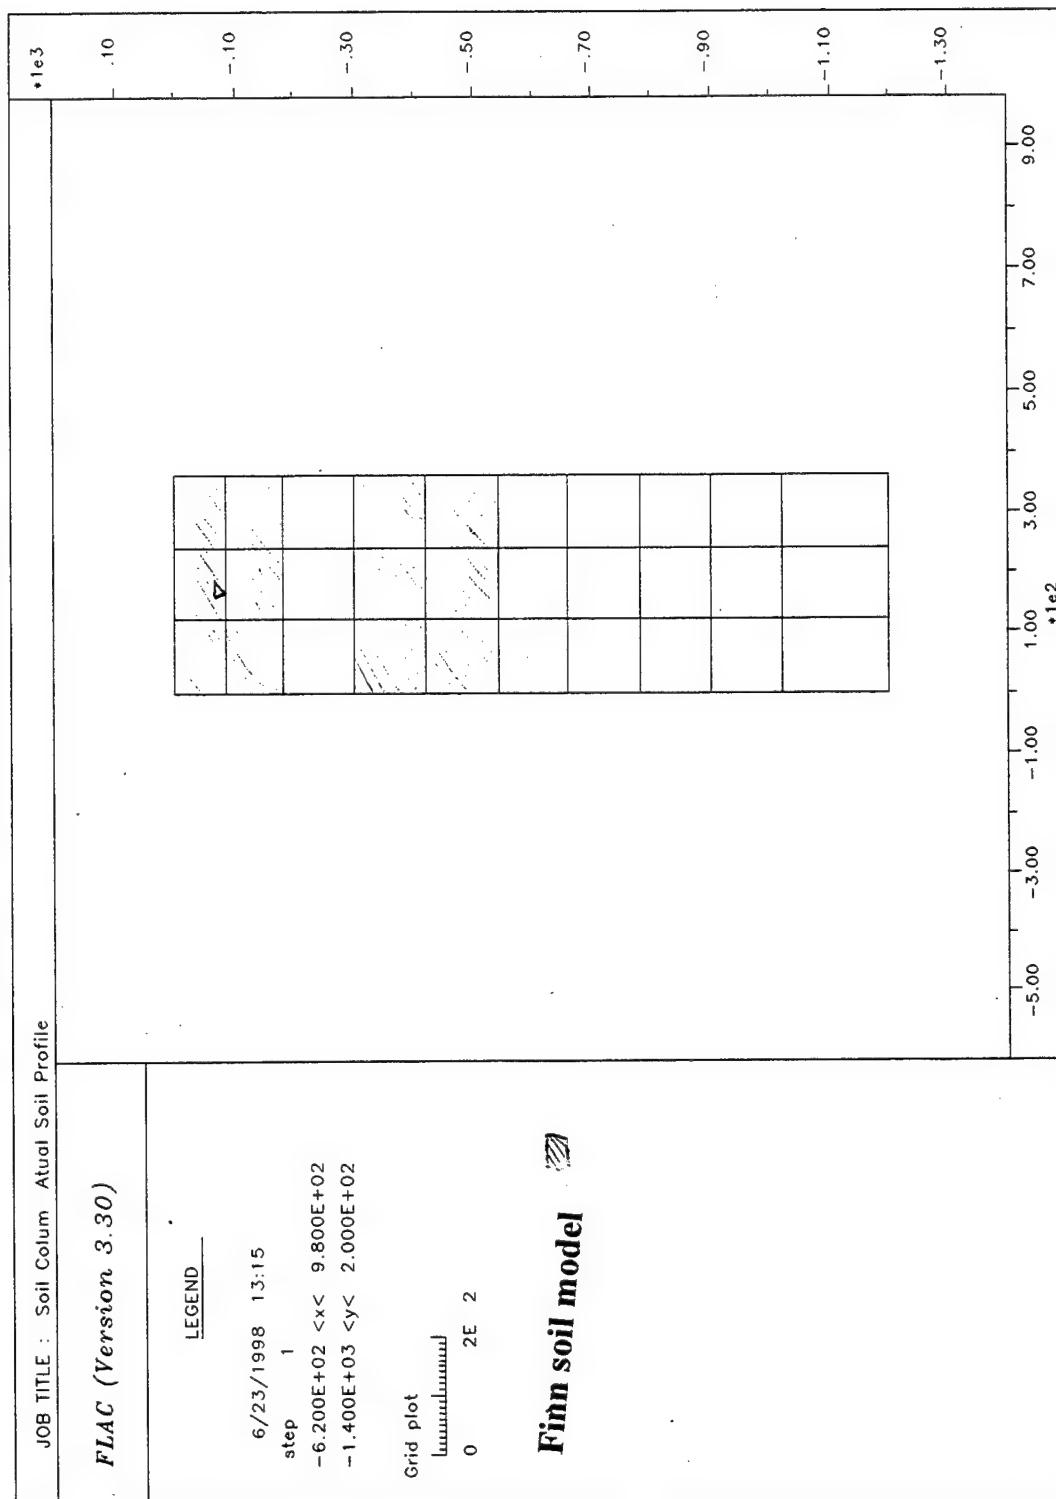 JOB TITLE : Soil Colum Atual Soil Profile
FLAC (Version 3.30)
LEGEND
6/23/1998 13:15
step 1
-6.200E+02 <x< 9.800E+02
-1.400E+03 <y< 2.000E+02
Grid plot
0 2E 2
Finn soil model
*1e3
.10
-.10
-.30
-.50
-.70
-.90
-1.10
-1.30
-5.00 -3.00 -1.00 1.00 3.00 5.00 7.00 9.00
*1e2